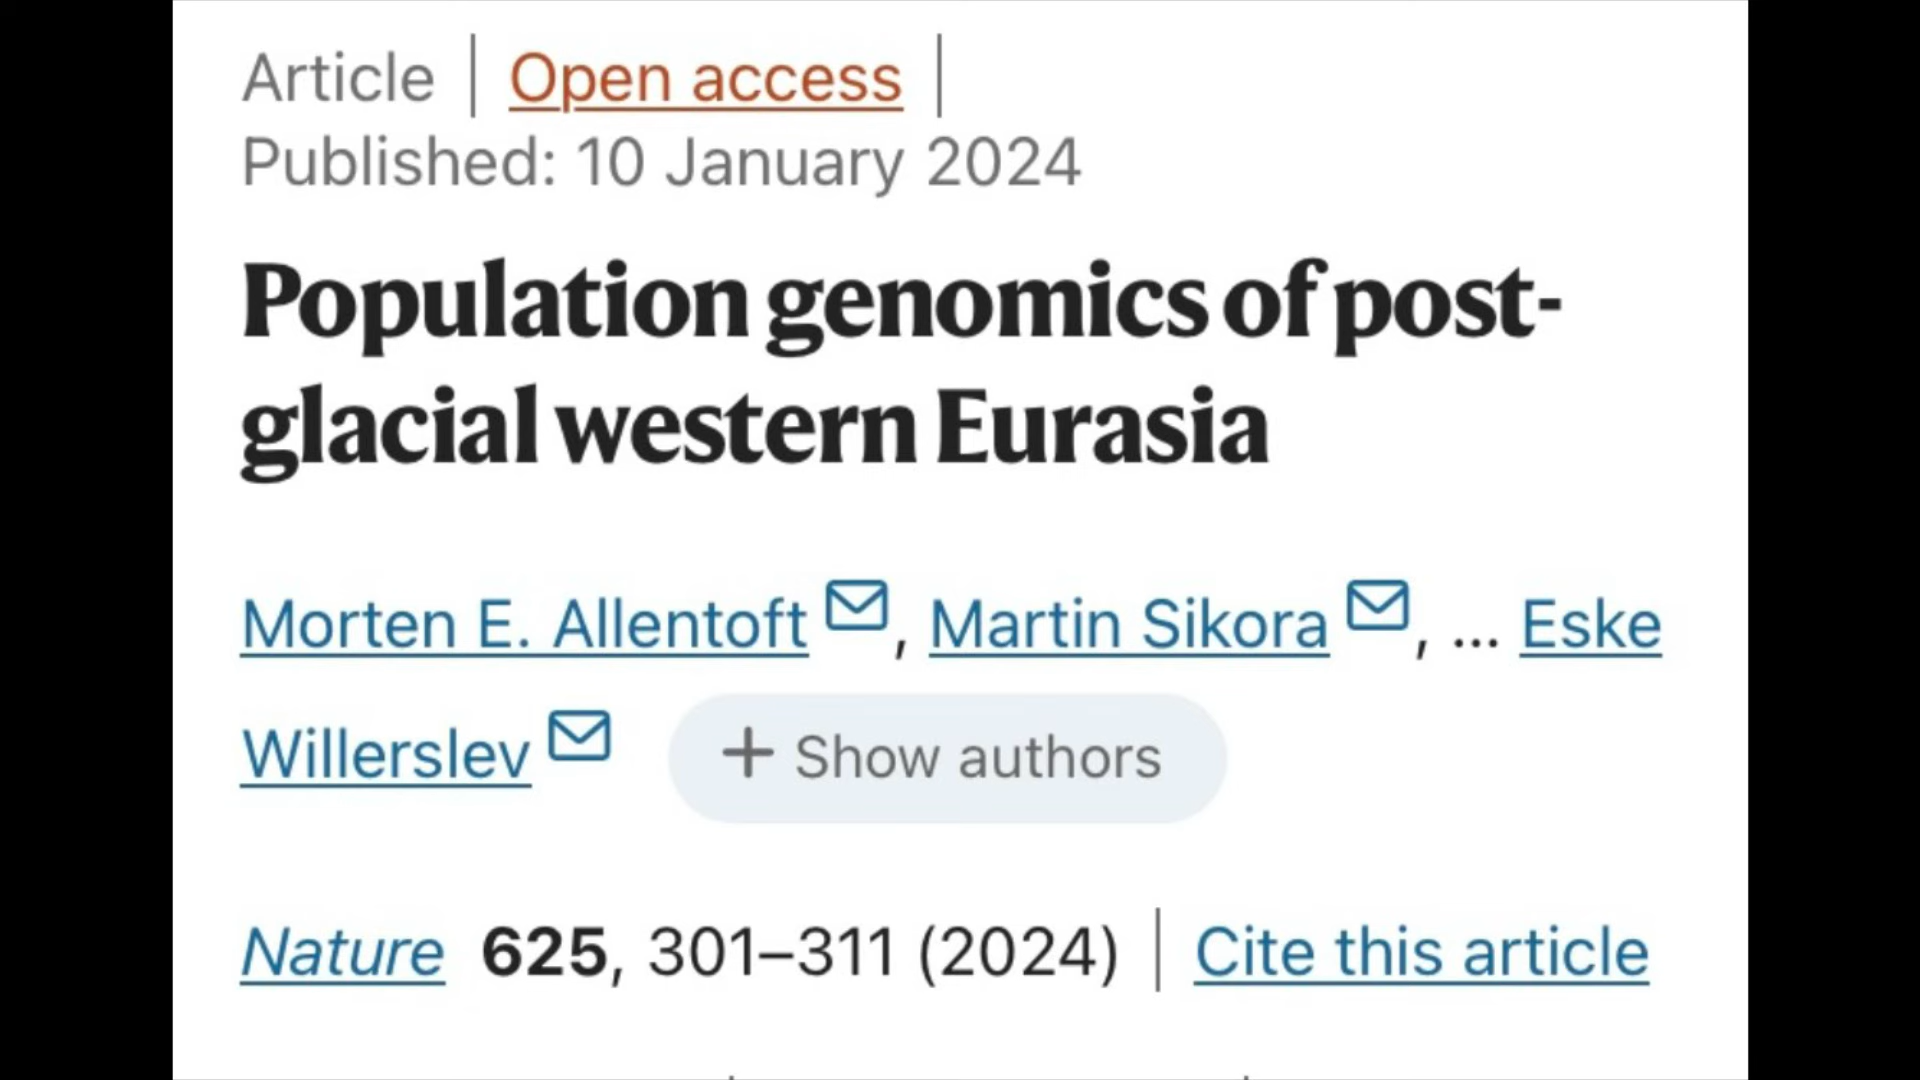 Article | Open access |
Published: 10 January 2024
Population genomics of post-
glacial western Eurasia
Morten E. Allentoft, Martin Sikora, ... Eske
Willerslev + Show authors
Nature 625, 301–311 (2024) | Cite this article